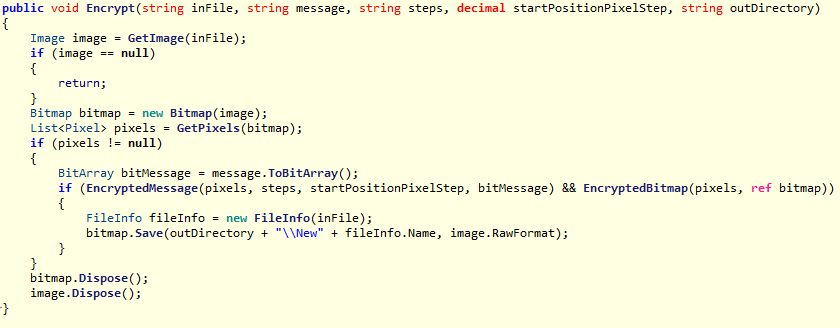 public void Encrypt(string inFile, string message, string steps, decimal startPositionPixelStep, string outDirectory)
{
    Image image = GetImage(inFile);
    if (image == null)
    {
        return;
    }
    Bitmap bitmap = new Bitmap(image);
    List<Pixel> pixels = GetPixels(bitmap);
    if (pixels != null)
    {
        BitArray bitMessage = message.ToBitArray();
        if (EncryptedMessage(pixels, steps, startPositionPixelStep, bitMessage) && EncryptedBitmap(pixels, ref bitmap))
        {
            FileInfo fileInfo = new FileInfo(inFile);
            bitmap.Save(outDirectory + "\\New" + fileInfo.Name, image.RawFormat);
        }
    }
    bitmap.Dispose();
    image.Dispose();
}